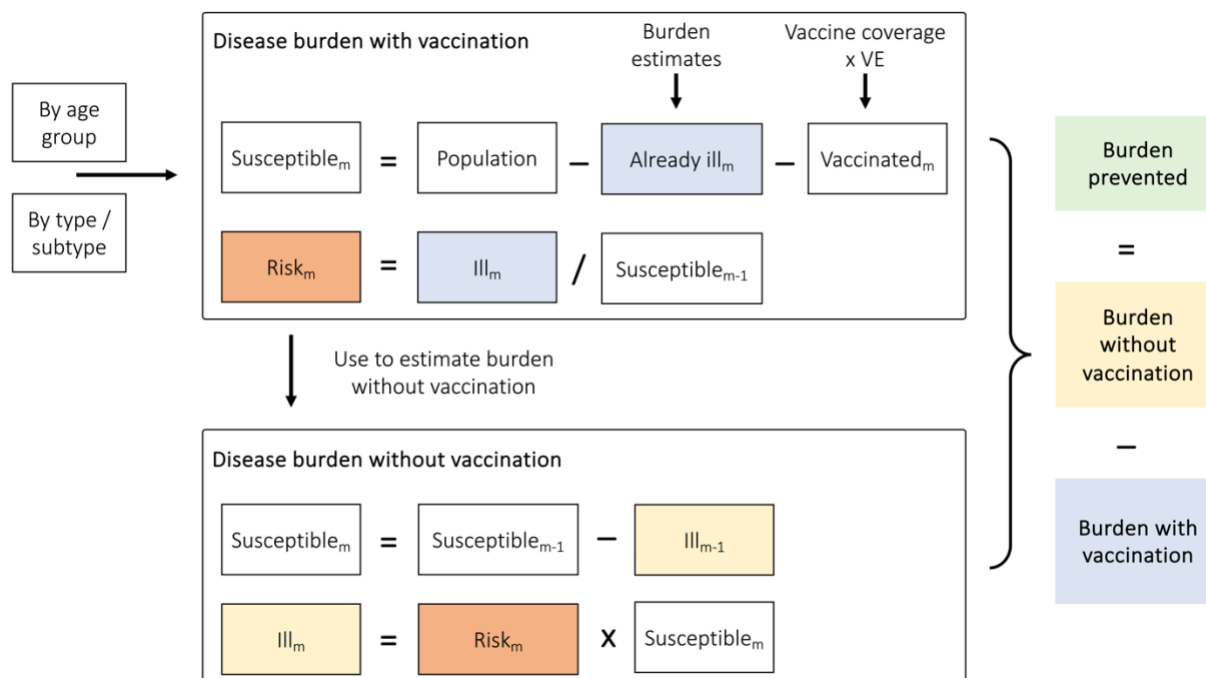 Disease burden with vaccination
Burden
estimates
Vaccine coverage
x VE
By age
group
By type /
subtype
Susceptibleₘ = Population − Already illₘ − Vaccinatedₘ
Riskₘ = Illₘ / Susceptibleₘ₋₁
Use to estimate burden
without vaccination
Disease burden without vaccination
Susceptibleₘ = Susceptibleₘ₋₁ − Illₘ₋₁
Illₘ = Riskₘ x Susceptibleₘ
Burden
prevented
=
Burden
without
vaccination
−
Burden with
vaccination